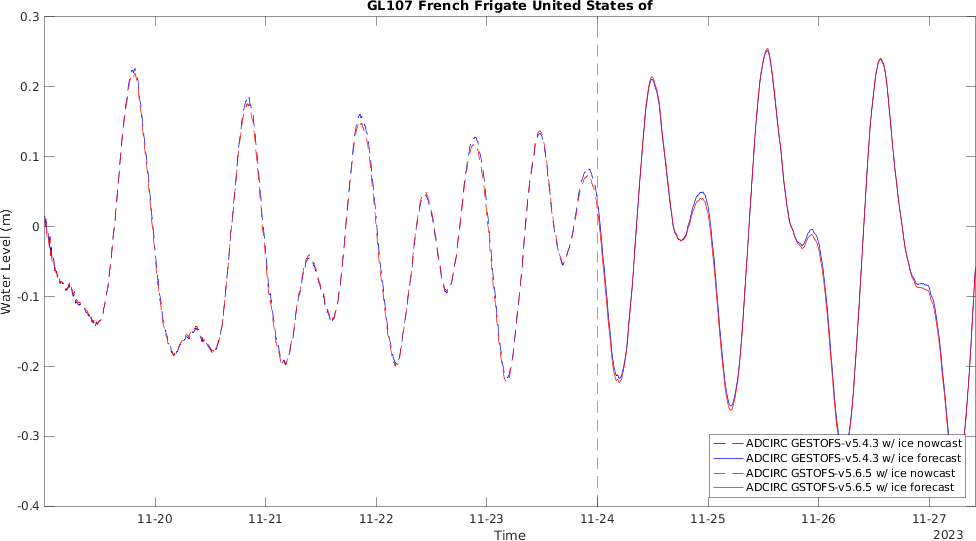 GL107 French Frigate United States of
0.3
0.2
0.1
0
-0.1
-0.2
-0.3
-0.4
Water Level (m)
ADCIRC GESTOFS-v5.4.3 w/ ice nowcast
ADCIRC GESTOFS-v5.4.3 w/ ice forecast
ADCIRC GSTOFS-v5.6.5 w/ ice nowcast
ADCIRC GSTOFS-v5.6.5 w/ ice forecast
11-20 11-21 11-22 11-23 11-24 11-25 11-26 11-27
Time
2023